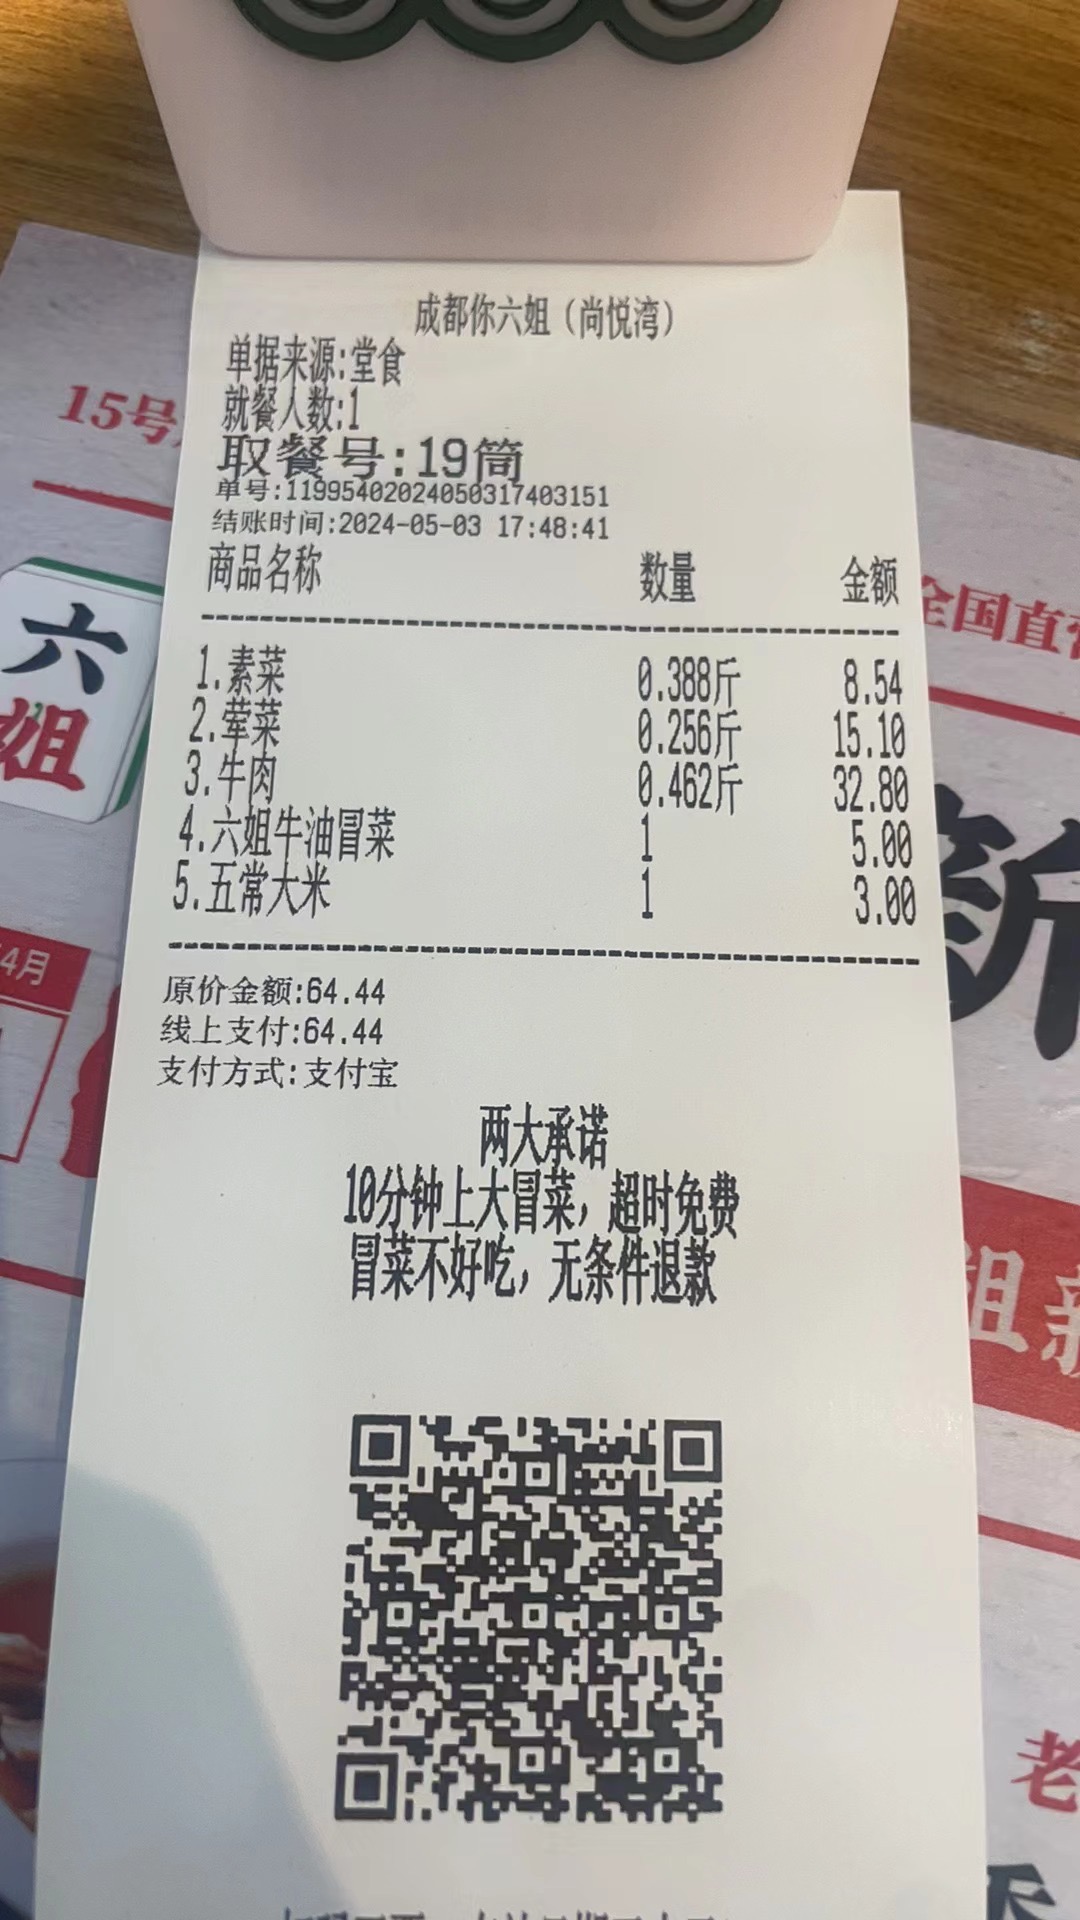 成都你六姐（尚悦湾）
单据来源:堂食
就餐人数:1
取餐号:19筒
单号:11995402024050317403151
结账时间:2024-05-03 17:48:41
商品名称 数量 金额
1.素菜 0.388斤 8.54
2.荤菜 0.256斤 15.10
3.牛肉 0.462斤 32.80
4.六姐牛油冒菜 1 5.00
5.五常大米 1 3.00
原价金额:64.44
线上支付:64.44
支付方式:支付宝
两大承诺
10分钟上大冒菜，超时免费
冒菜不好吃，无条件退款
15号
六姐
4月
全国直
新
姐
老